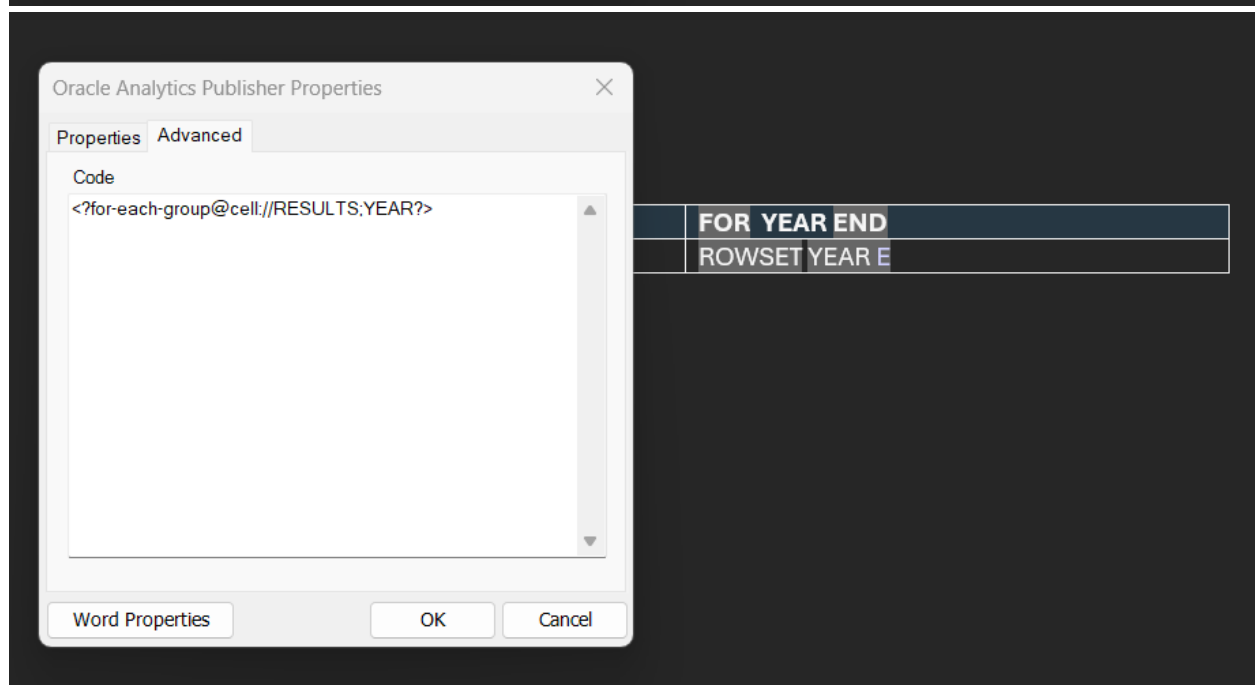 Oracle Analytics Publisher Properties
Properties Advanced
Code
<?for-each-group@cell://RESULTS;YEAR?>
FOR YEAR END
ROWSET YEAR E
Word Properties OK Cancel